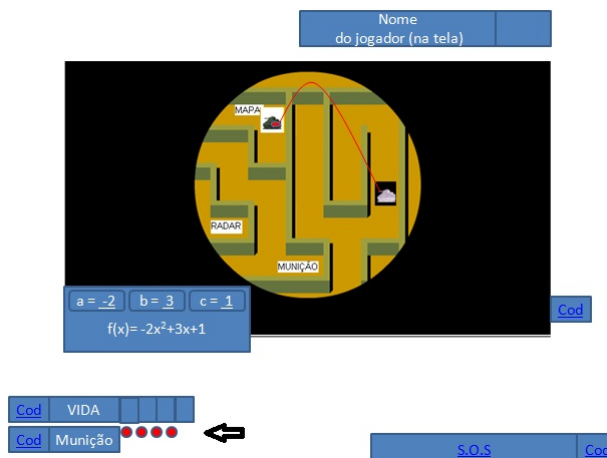 Nome
do jogador (na tela)
MAPA
RADAR
MUNIÇÃO
a = -2 b = 3 c = 1
f(x)= -2x²+3x+1
Cod
Cod VIDA
Cod Munição
S.O.S Cod